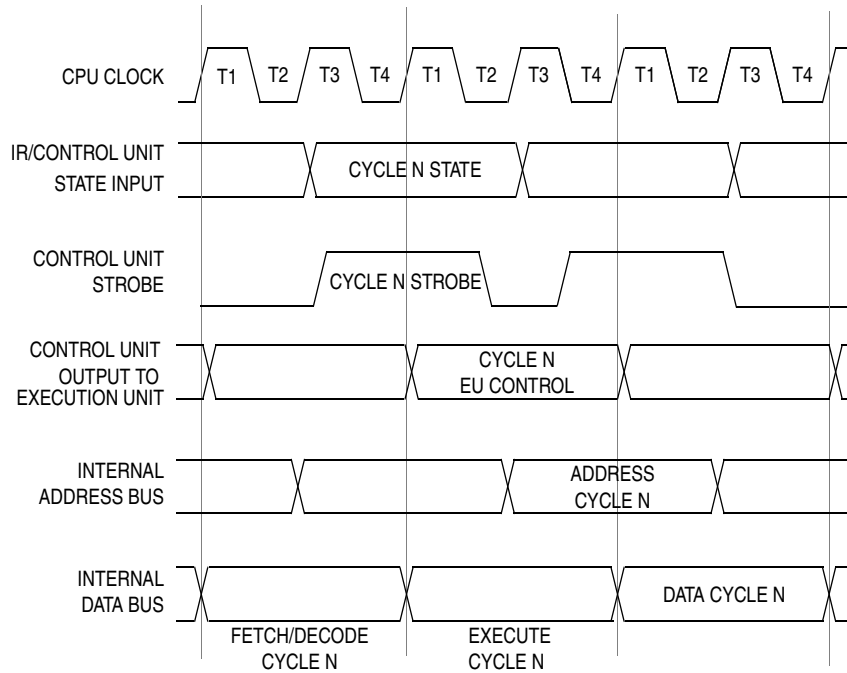 CPU CLOCK
T1 T2 T3 T4 T1 T2 T3 T4 T1 T2 T3 T4
IR/CONTROL UNIT
STATE INPUT
CYCLE N STATE
CONTROL UNIT
STROBE
CYCLE N STROBE
CONTROL UNIT
OUTPUT TO
EXECUTION UNIT
CYCLE N
EU CONTROL
INTERNAL
ADDRESS BUS
ADDRESS
CYCLE N
INTERNAL
DATA BUS
DATA CYCLE N
FETCH/DECODE
CYCLE N
EXECUTE
CYCLE N